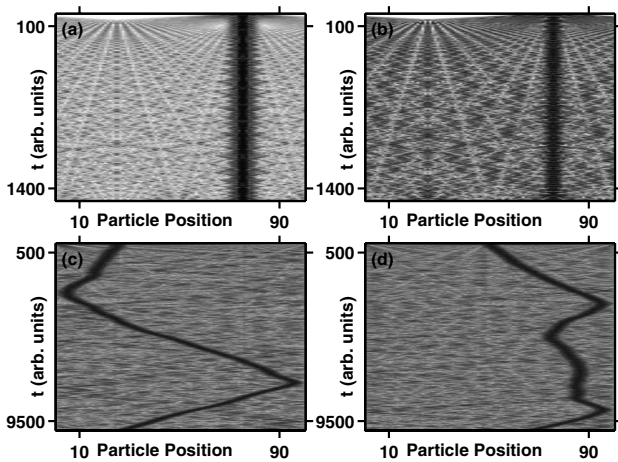 (a) (b)
100 100
t (arb. units) t (arb. units)
1400 1400
10 Particle Position 90 10 Particle Position 90
(c) (d)
500 500
t (arb. units) t (arb. units)
9500 9500
10 Particle Position 90 10 Particle Position 90